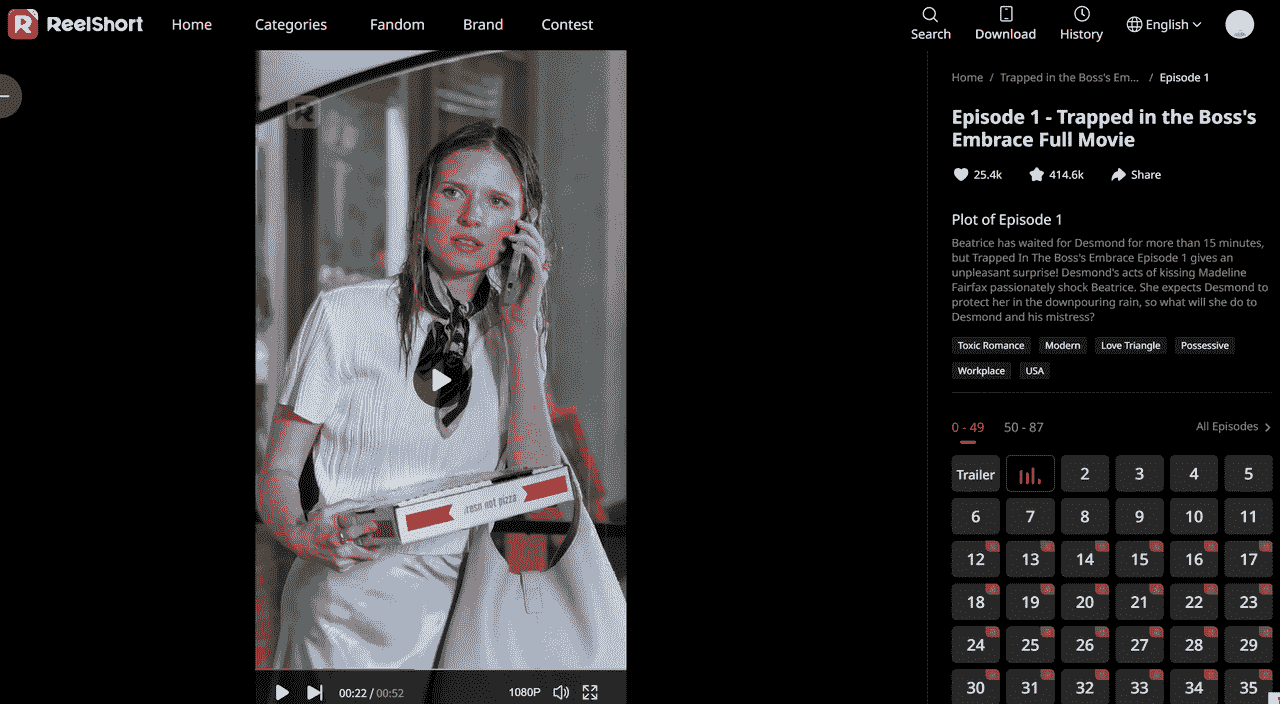 ReelShort
Home
Categories
Fandom
Brand
Contest
Search
Download
History
English
Home / Trapped in the Boss's Em... / Episode 1
Episode 1 - Trapped in the Boss's
Embrace Full Movie
25.4k
414.6k
Share
Plot of Episode 1
Beatrice has waited for Desmond for more than 15 minutes,
but Trapped In The Boss's Embrace Episode 1 gives an
unpleasant surprise! Desmond's acts of kissing Madeline
Fairfax passionately shock Beatrice. She expects Desmond to
protect her in the downpouring rain, so what will she do to
Desmond and his mistress?
Toxic Romance
Modern
Love Triangle
Possessive
Workplace
USA
0 - 49
50 - 87
All Episodes
Trailer
2 3 4 5
6 7 8 9 10 11
12 13 14 15 16 17
18 19 20 21 22 23
24 25 26 27 28 29
30 31 32 33 34 35
R
hot pizza
00:22 / 00:52
1080P